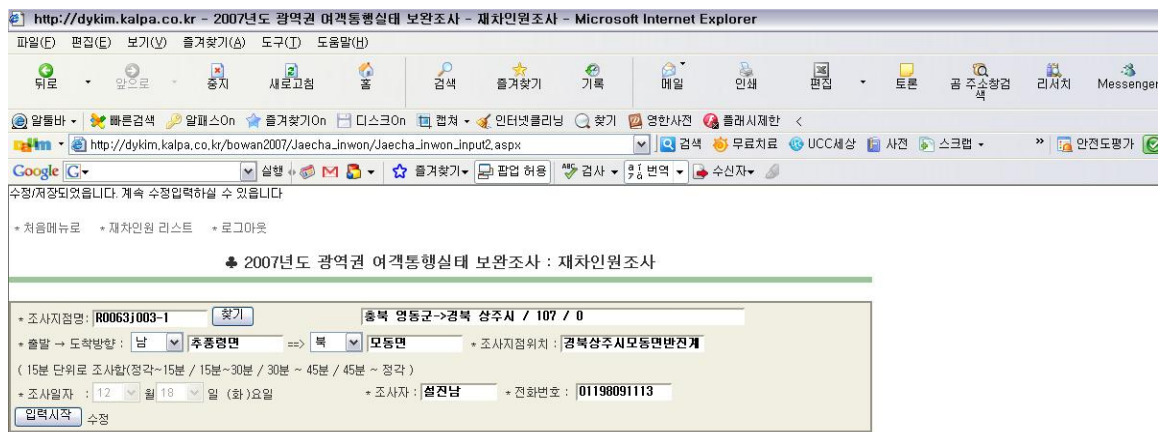 http://dykim.kalpa.co.kr - 2007년도 광역권 여객통행실태 보완조사 - 재차인원조사 - Microsoft Internet Explorer
파일(F) 편집(E) 보기(V) 즐겨찾기(A) 도구(T) 도움말(H)
뒤로 앞으로 중지 새로고침 홈 검색 즐겨찾기 기록 메일 인쇄 편집 토론 곰 주소창검색 리서치 Messenger
알툴바 빠른검색 알패스On 즐겨찾기On 디스크On 캡쳐 인터넷클리닝 찾기 영한사전 플래시제한 <
http://dykim.kalpa.co.kr/bowan2007/Jaecha_inwon/Jaecha_inwon_input2.aspx 검색 무료치료 UCC세상 사전 스크랩 » 안전도평가
Google G 실행 즐겨찾기 팝업 허용 검사 번역 수신자
수정/저장되었읍니다. 계속 수정입력하실 수 있읍니다
* 처음메뉴로 * 재차인원 리스트 * 로그아웃
♣ 2007년도 광역권 여객통행실태 보완조사 : 재차인원조사
* 조사지점명: R0063j003-1 찾기 충북 영동군->경북 상주시 / 107 / 0
* 출발 → 도착방향 : 남 추풍령면 ==> 북 모동면 * 조사지점위치 : 경북상주시모동면반진계
( 15분 단위로 조사함(정각~15분 / 15분~30분 / 30분 ~ 45분 / 45분 ~ 정각 )
* 조사일자 : 12 월 18 일 (화)요일 * 조사자 : 설진남 * 전화번호 : 01198091113
입력시작 수정